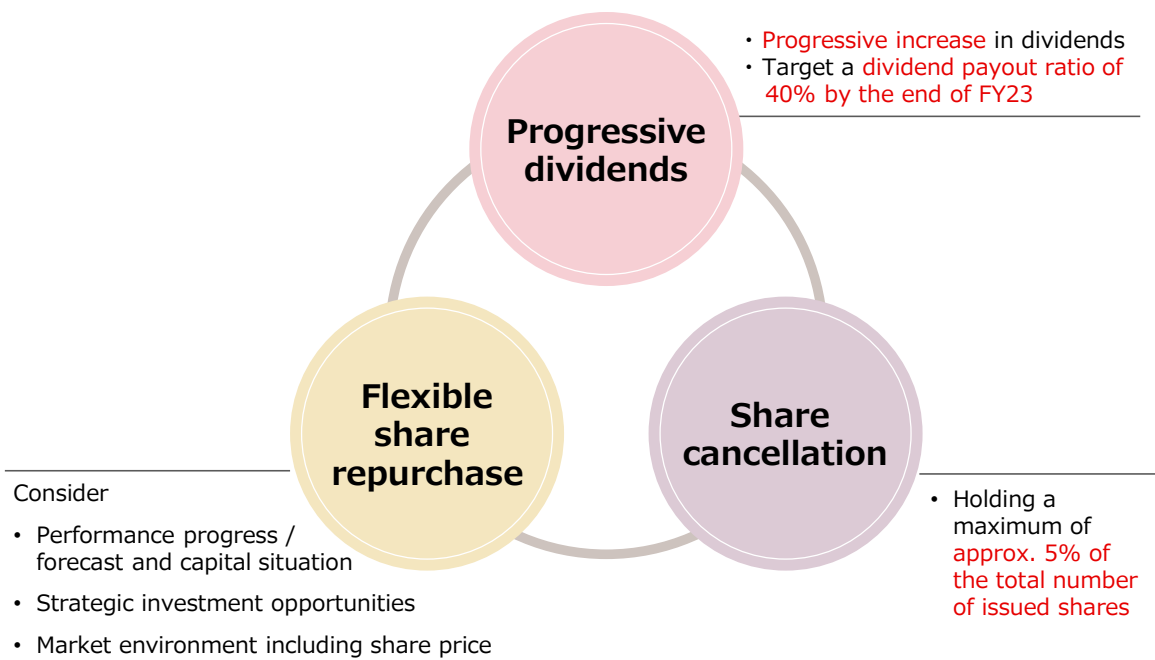 ・Progressive increase in dividends
・Target a dividend payout ratio of
40% by the end of FY23
Progressive
dividends
Flexible
share
repurchase
Share
cancellation
Consider
• Performance progress /
forecast and capital situation
• Strategic investment opportunities
• Market environment including share price
• Holding a
maximum of
approx. 5% of
the total number
of issued shares